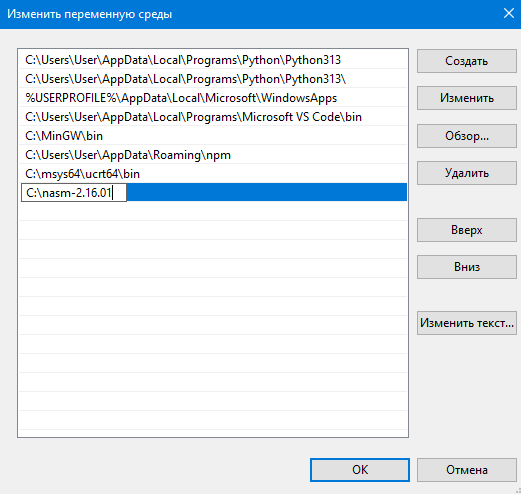 Изменить переменную среды
C:\Users\User\AppData\Local\Programs\Python\Python313
C:\Users\User\AppData\Local\Programs\Python\Python313\
%USERPROFILE%\AppData\Local\Microsoft\WindowsApps
C:\Users\User\AppData\Local\Programs\Microsoft VS Code\bin
C:\MinGW\bin
C:\Users\User\AppData\Roaming\npm
C:\msys64\ucrt64\bin
C:\nasm-2.16.01
Создать
Изменить
Обзор...
Удалить
Вверх
Вниз
Изменить текст...
ОК
Отмена